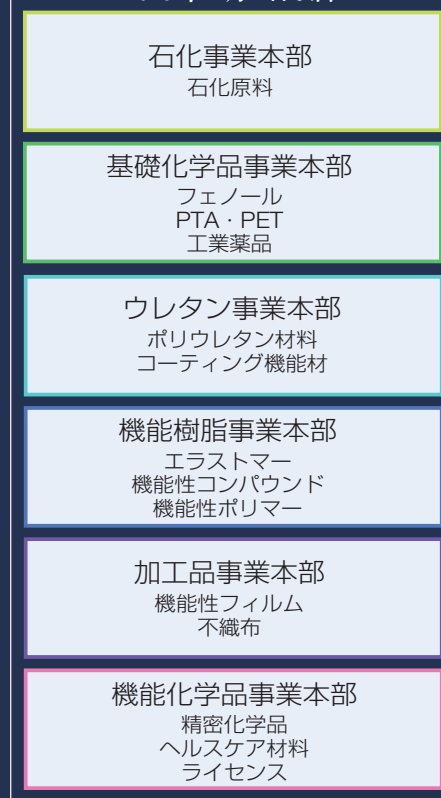 石化事業本部
石化原料
基礎化学品事業本部
フェノール
PTA・PET
工業薬品
ウレタン事業本部
ポリウレタン材料
コーティング機能材
機能樹脂事業本部
エラストマー
機能性コンパウンド
機能性ポリマー
加工品事業本部
機能性フィルム
不織布
機能化学品事業本部
精密化学品
ヘルスケア材料
ライセンス